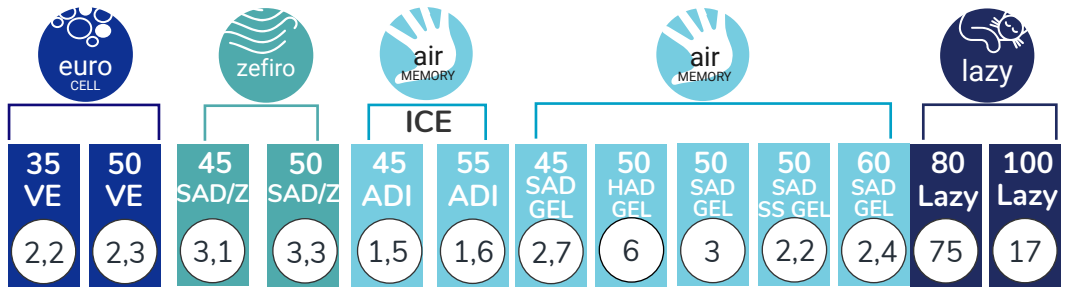 euro
CELL
zefiro
air
MEMORY
air
MEMORY
lazy
ICE
35
VE
2,2
50
VE
2,3
45
SAD/Z
3,1
50
SAD/Z
3,3
45
ADI
1,5
55
ADI
1,6
45
SAD
GEL
2,7
50
HAD
GEL
6
50
SAD
GEL
3
50
SAD
SS GEL
2,2
60
SAD
GEL
2,4
80
Lazy
75
100
Lazy
17